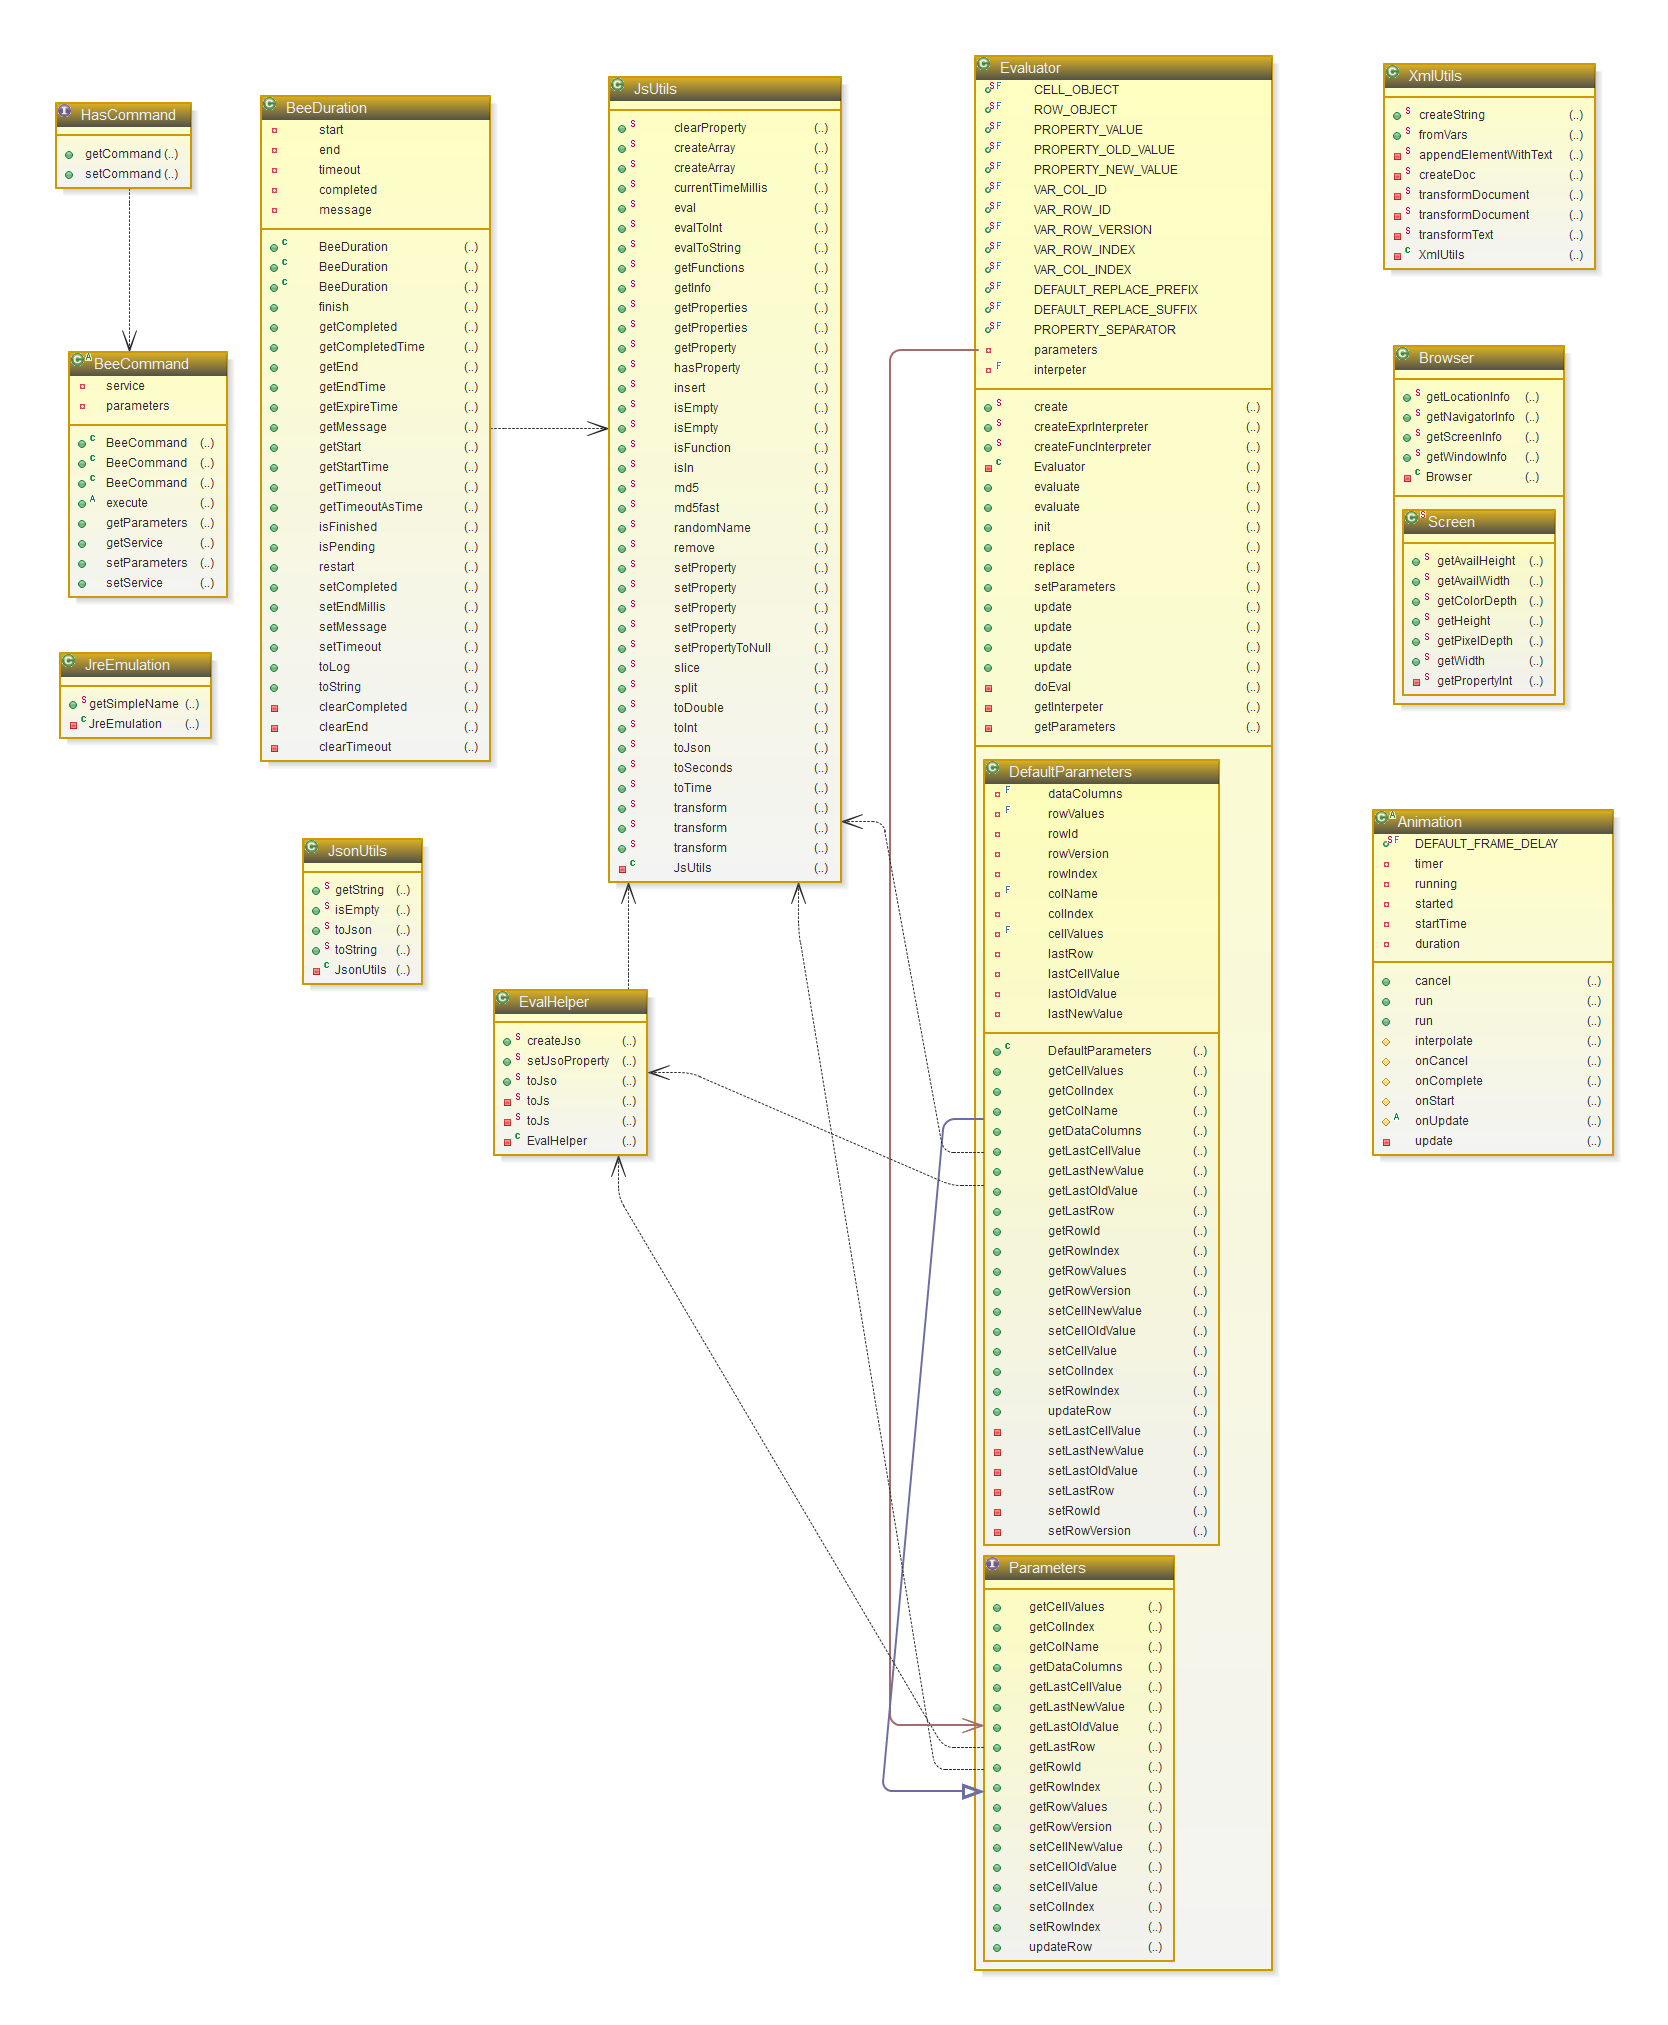 HasCommand
getCommand (..)
setCommand (..)
BeeCommand
service
parameters
BeeCommand (..)
BeeCommand (..)
BeeCommand (..)
execute (..)
getParameters (..)
getService (..)
setParameters (..)
setService (..)
JreEmulation
getSimpleName (..)
JreEmulation (..)
BeeDuration
start
end
timeout
completed
message
BeeDuration (..)
BeeDuration (..)
BeeDuration (..)
finish (..)
getCompleted (..)
getCompletedTime (..)
getEnd (..)
getEndTime (..)
getExpireTime (..)
getMessage (..)
getStart (..)
getStartTime (..)
getTimeout (..)
getTimeoutAsTime (..)
isFinished (..)
isPending (..)
restart (..)
setCompleted (..)
setEndMillis (..)
setMessage (..)
setTimeout (..)
toLog (..)
toString (..)
clearCompleted (..)
clearEnd (..)
clearTimeout (..)
JsonUtils
getString (..)
isEmpty (..)
toJson (..)
toString (..)
JsonUtils (..)
JsUtils
clearProperty (..)
createArray (..)
createArray (..)
currentTimeMillis (..)
eval (..)
evalToInt (..)
evalToString (..)
getFunctions (..)
getInfo (..)
getProperties (..)
getProperties (..)
getProperty (..)
hasProperty (..)
insert (..)
isEmpty (..)
isEmpty (..)
isFunction (..)
isIn (..)
md5 (..)
md5fast (..)
randomName (..)
remove (..)
setProperty (..)
setProperty (..)
setProperty (..)
setProperty (..)
setPropertyToNull (..)
slice (..)
split (..)
toDouble (..)
toInt (..)
toJson (..)
toSeconds (..)
toTime (..)
transform (..)
transform (..)
transform (..)
JsUtils (..)
EvalHelper
createJso (..)
setJsoProperty (..)
toJso (..)
toJs (..)
toJs (..)
EvalHelper (..)
Evaluator
CELL_OBJECT
ROW_OBJECT
PROPERTY_VALUE
PROPERTY_OLD_VALUE
PROPERTY_NEW_VALUE
VAR_COL_ID
VAR_ROW_ID
VAR_ROW_VERSION
VAR_ROW_INDEX
VAR_COL_INDEX
DEFAULT_REPLACE_PREFIX
DEFAULT_REPLACE_SUFFIX
PROPERTY_SEPARATOR
parameters
interpeter
create (..)
createExprInterpreter (..)
createFuncInterpreter (..)
Evaluator (..)
evaluate (..)
evaluate (..)
init (..)
replace (..)
replace (..)
setParameters (..)
update (..)
update (..)
update (..)
update (..)
doEval (..)
getInterpeter (..)
getParameters (..)
DefaultParameters
dataColumns
rowValues
rowId
rowVersion
rowIndex
colName
colIndex
cellValues
lastRow
lastCellValue
lastOldValue
lastNewValue
DefaultParameters (..)
getCellValues (..)
getColIndex (..)
getColName (..)
getDataColumns (..)
getLastCellValue (..)
getLastNewValue (..)
getLastOldValue (..)
getLastRow (..)
getRowId (..)
getRowIndex (..)
getRowValues (..)
getRowVersion (..)
setCellNewValue (..)
setCellOldValue (..)
setCellValue (..)
setColIndex (..)
setRowIndex (..)
updateRow (..)
setLastCellValue (..)
setLastNewValue (..)
setLastOldValue (..)
setLastRow (..)
setRowId (..)
setRowVersion (..)
Parameters
getCellValues (..)
getColIndex (..)
getColName (..)
getDataColumns (..)
getLastCellValue (..)
getLastNewValue (..)
getLastOldValue (..)
getLastRow (..)
getRowId (..)
getRowIndex (..)
getRowValues (..)
getRowVersion (..)
setCellNewValue (..)
setCellOldValue (..)
setCellValue (..)
setColIndex (..)
setRowIndex (..)
updateRow (..)
XmlUtils
createString (..)
fromVars (..)
appendElementWithText (..)
createDoc (..)
transformDocument (..)
transformDocument (..)
transformText (..)
XmlUtils (..)
Browser
getLocationInfo (..)
getNavigatorInfo (..)
getScreenInfo (..)
getWindowInfo (..)
Browser (..)
Screen
getAvailHeight (..)
getAvailWidth (..)
getColorDepth (..)
getHeight (..)
getPixelDepth (..)
getWidth (..)
getPropertyInt (..)
Animation
DEFAULT_FRAME_DELAY
timer
running
started
startTime
duration
cancel (..)
run (..)
run (..)
interpolate (..)
onCancel (..)
onComplete (..)
onStart (..)
onUpdate (..)
update (..)